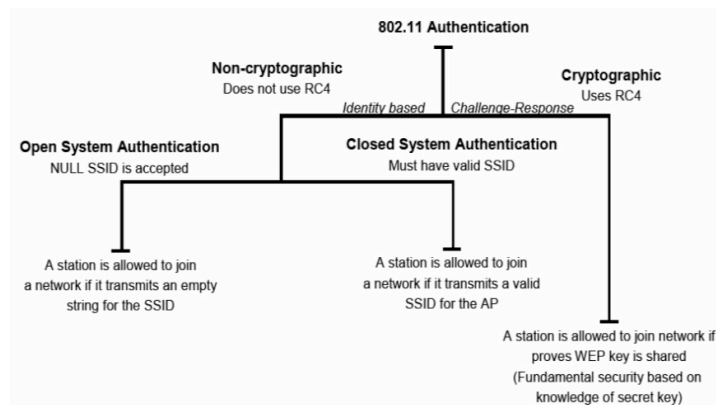 802.11 Authentication
Non-cryptographic
Does not use RC4
Cryptographic
Uses RC4
Identity based
Challenge-Response
Open System Authentication
NULL SSID is accepted
Closed System Authentication
Must have valid SSID
A station is allowed to join
a network if it transmits an empty
string for the SSID
A station is allowed to join
a network if it transmits a valid
SSID for the AP
A station is allowed to join network if
proves WEP key is shared
(Fundamental security based on
knowledge of secret key)